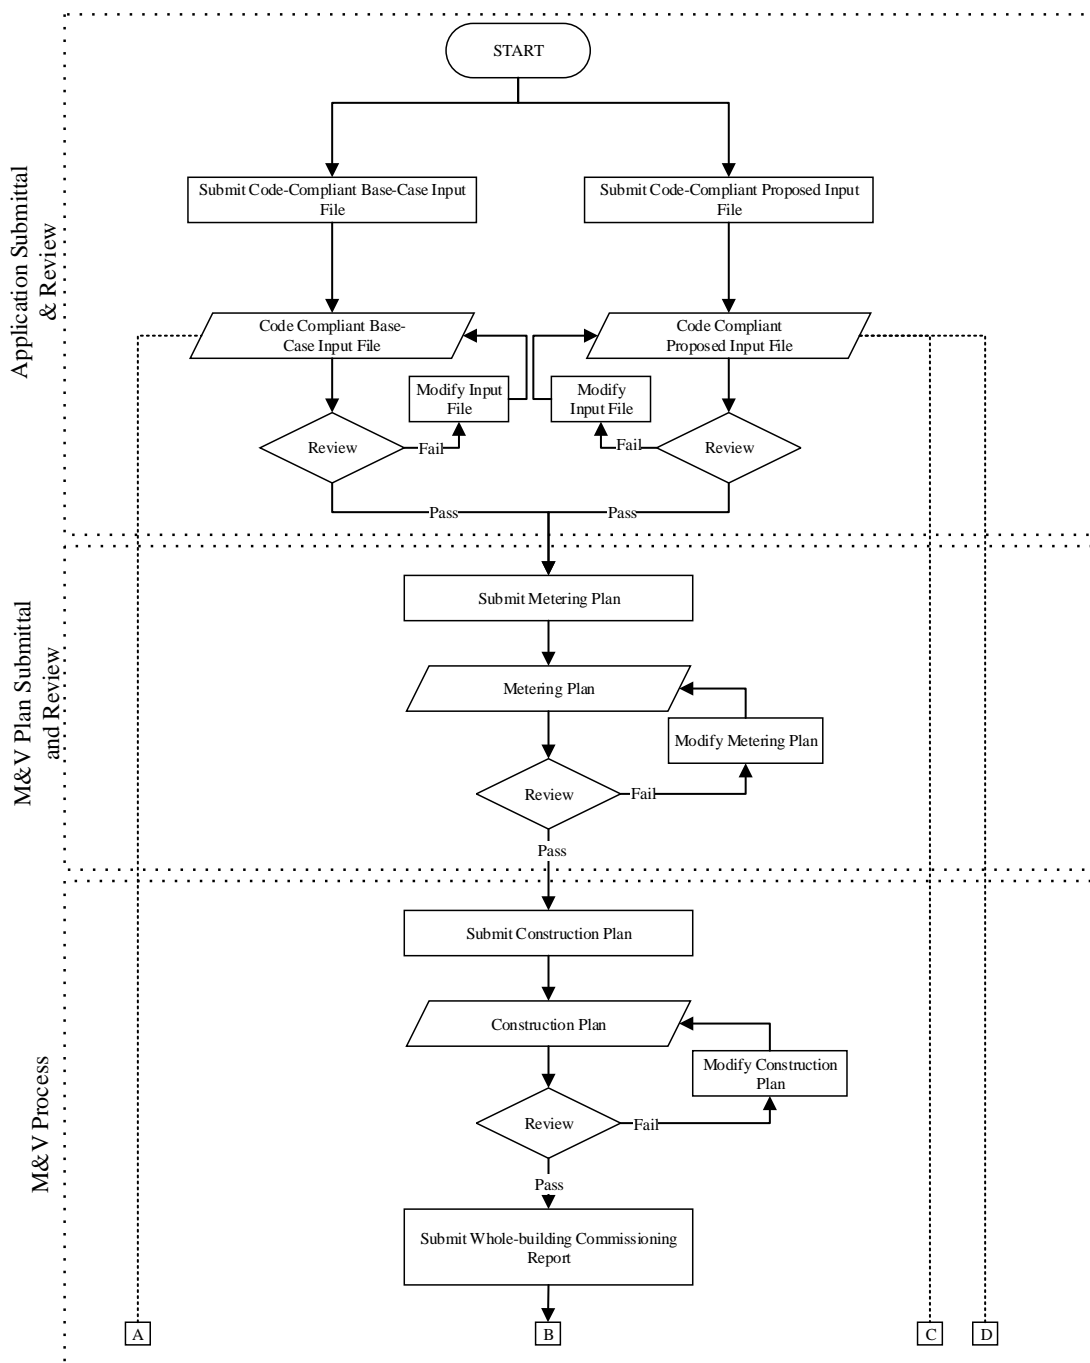 START
Application Submittal
& Review
Submit Code-Compliant Base-Case Input
File
Submit Code-Compliant Proposed Input
File
Code Compliant Base-
Case Input File
Code Compliant
Proposed Input File
Modify Input
File
Modify
Input File
Review
Fail
Fail
Review
Pass
Pass
M&V Plan Submittal
and Review
Submit Metering Plan
Metering Plan
Modify Metering Plan
Review
Fail
Pass
M&V Process
Submit Construction Plan
Construction Plan
Modify Construction
Plan
Review
Fail
Pass
Submit Whole-building Commissioning
Report
A
B
C
D